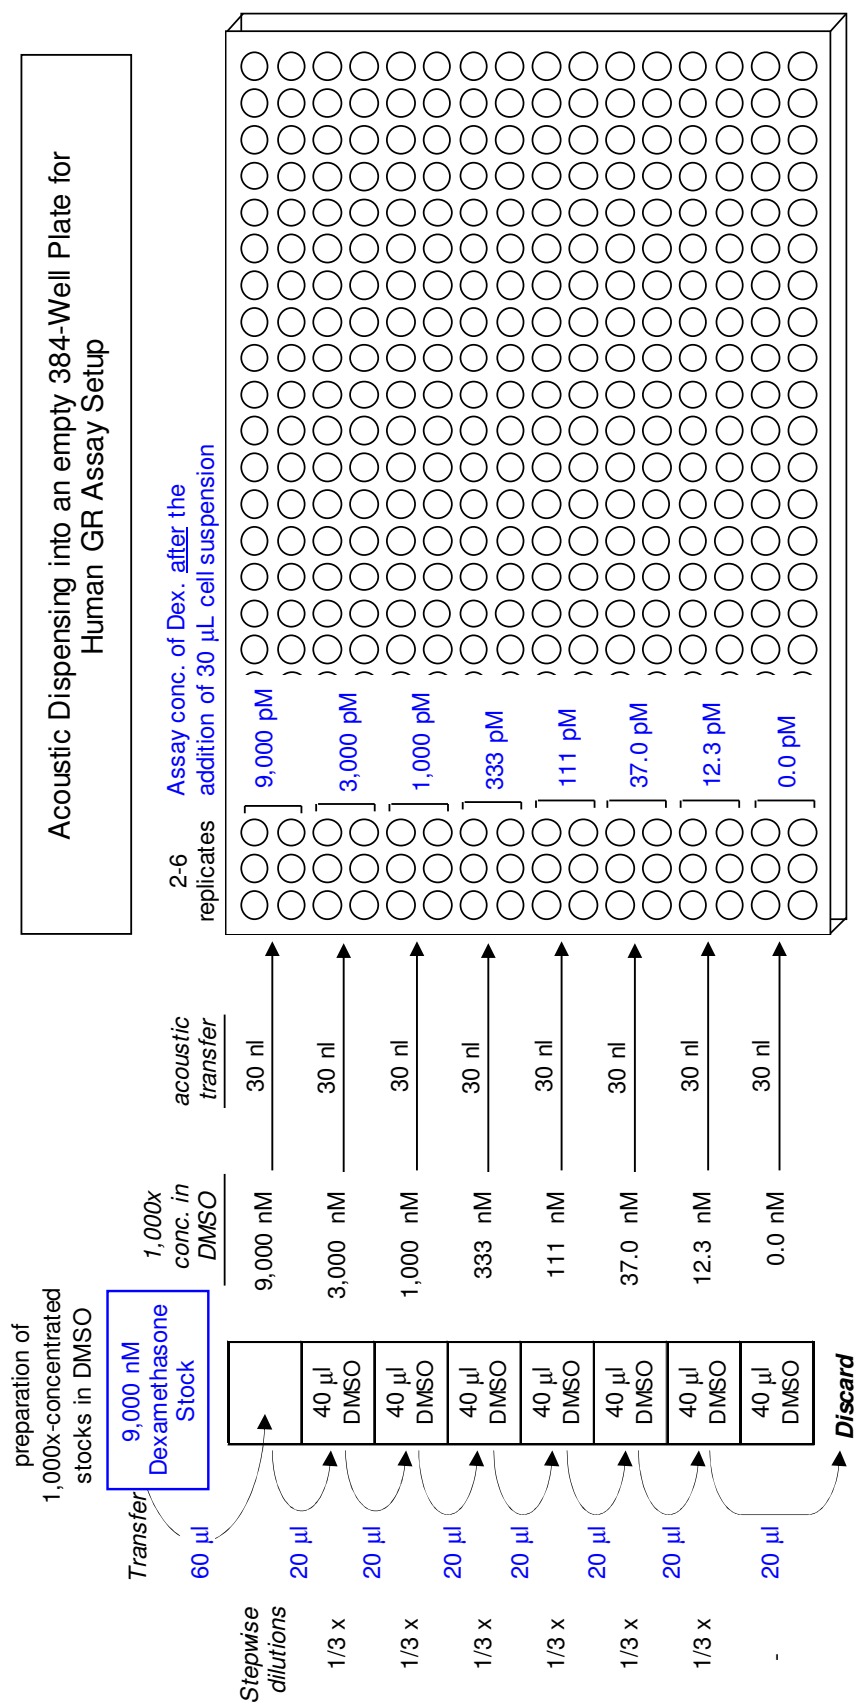 Acoustic Dispensing into an empty 384-Well Plate for
Human GR Assay Setup
preparation of
1,000x-concentrated
stocks in DMSO
9,000 nM
Dexamethasone
Stock
Transfer
60 µl
20 µl
20 µl
20 µl
20 µl
20 µl
20 µl
20 µl
Stepwise
dilutions
1/3 x
1/3 x
1/3 x
1/3 x
1/3 x
1/3 x
-
40 µl
DMSO
40 µl
DMSO
40 µl
DMSO
40 µl
DMSO
40 µl
DMSO
40 µl
DMSO
40 µl
DMSO
Discard
1,000x
conc. in
DMSO
9,000 nM
3,000 nM
1,000 nM
333 nM
111 nM
37.0 nM
12.3 nM
0.0 nM
acoustic
transfer
30 nl
30 nl
30 nl
30 nl
30 nl
30 nl
30 nl
30 nl
2-6
replicates
Assay conc. of Dex. after the
addition of 30 µL cell suspension
9,000 pM
3,000 pM
1,000 pM
333 pM
111 pM
37.0 pM
12.3 pM
0.0 pM